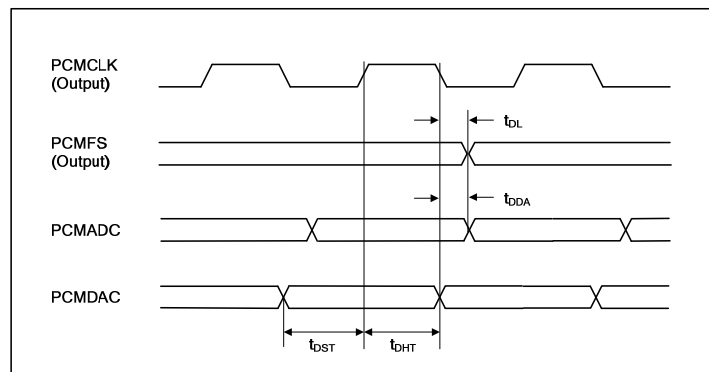 PCMCLK
(Output)
t_DL
PCMFS
(Output)
t_DDA
PCMADC
PCMDAC
t_DST
t_DHT